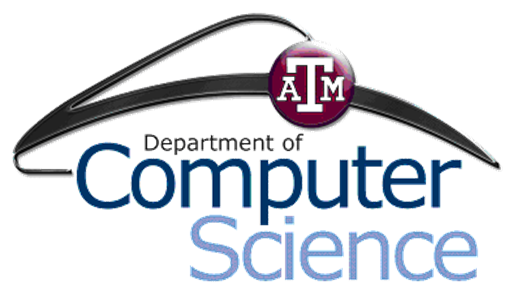 ATM
Department of
Computer
Science